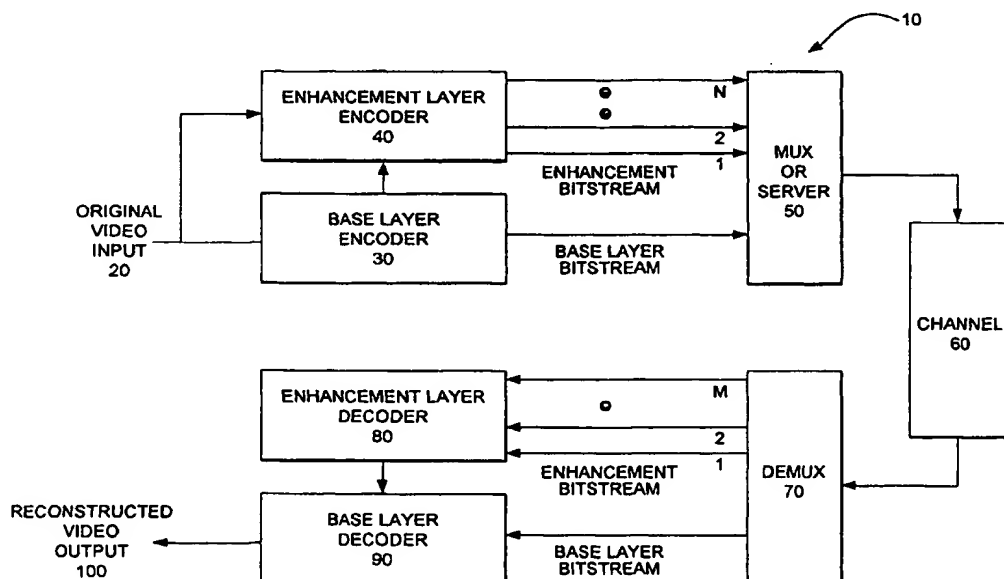 10
ENHANCEMENT LAYER
ENCODER
40
N
2
1
ENHANCEMENT
BITSTREAM
MUX
OR
SERVER
50
ORIGINAL
VIDEO
INPUT
20
BASE LAYER
ENCODER
30
BASE LAYER
BITSTREAM
CHANNEL
60
ENHANCEMENT LAYER
DECODER
80
M
2
1
ENHANCEMENT
BITSTREAM
DEMUX
70
RECONSTRUCTED
VIDEO
OUTPUT
100
BASE LAYER
DECODER
90
BASE LAYER
BITSTREAM